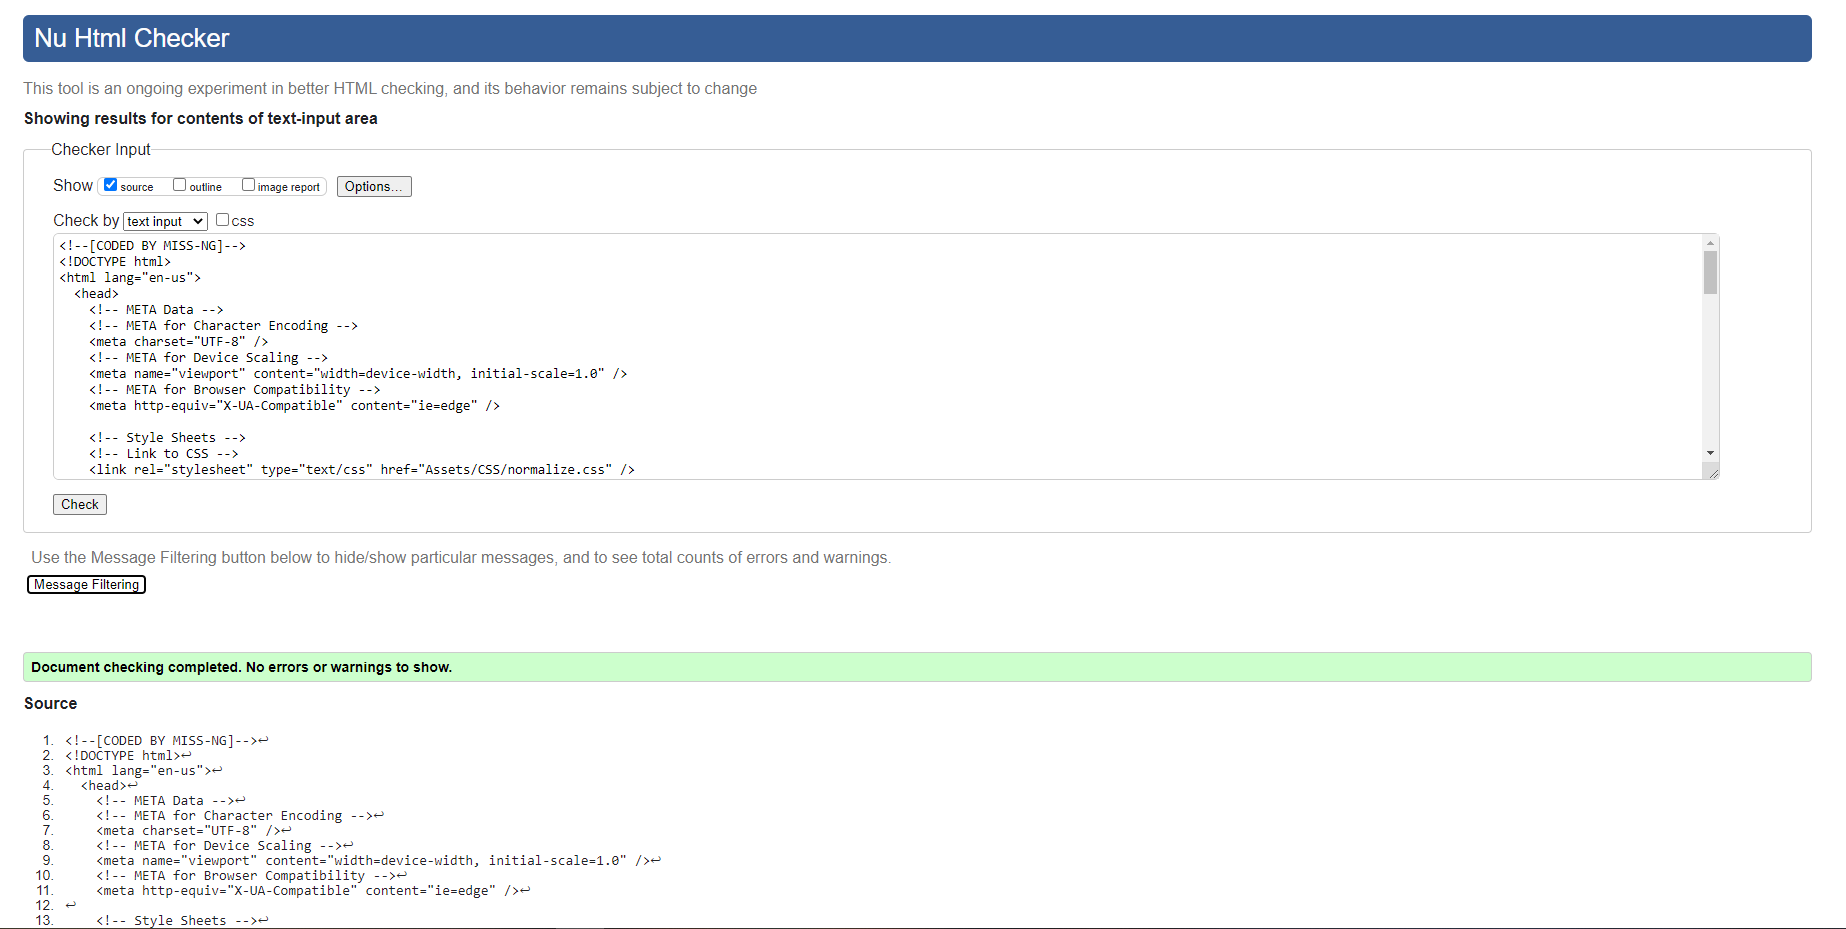 Nu Html Checker
This tool is an ongoing experiment in better HTML checking, and its behavior remains subject to change
Showing results for contents of text-input area
Checker Input
Show source outline image report Options...
Check by text input css
<!--[CODED BY MISS-NG]-->
<!DOCTYPE html>
<html lang="en-us">
  <head>
    <!-- META Data -->
    <!-- META for Character Encoding -->
    <meta charset="UTF-8" />
    <!-- META for Device Scaling -->
    <meta name="viewport" content="width=device-width, initial-scale=1.0" />
    <!-- META for Browser Compatibility -->
    <meta http-equiv="X-UA-Compatible" content="ie=edge" />
    <!-- Style Sheets -->
    <!-- Link to CSS -->
    <link rel="stylesheet" type="text/css" href="Assets/CSS/normalize.css" />
Check
Use the Message Filtering button below to hide/show particular messages, and to see total counts of errors and warnings.
Message Filtering
Document checking completed. No errors or warnings to show.
Source
1. <!--[CODED BY MISS-NG]-->↩
2. <!DOCTYPE html>↩
3. <html lang="en-us">↩
4.   <head>↩
5.     <!-- META Data -->↩
6.     <!-- META for Character Encoding -->↩
7.     <meta charset="UTF-8" />↩
8.     <!-- META for Device Scaling -->↩
9.     <meta name="viewport" content="width=device-width, initial-scale=1.0" />↩
10.     <!-- META for Browser Compatibility -->↩
11.     <meta http-equiv="X-UA-Compatible" content="ie=edge" />↩
12. ↩
13.     <!-- Style Sheets -->↩